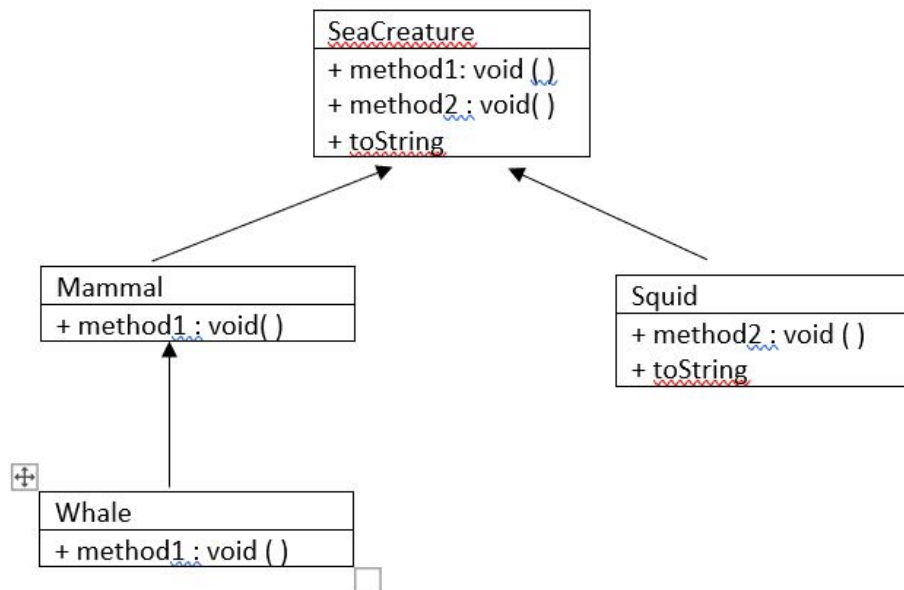 SeaCreature
+ method1: void ( )
+ method2 : void( )
+ toString
Mammal
+ method1 : void( )
Squid
+ method2 : void ( )
+ toString
Whale
+ method1 : void ( )